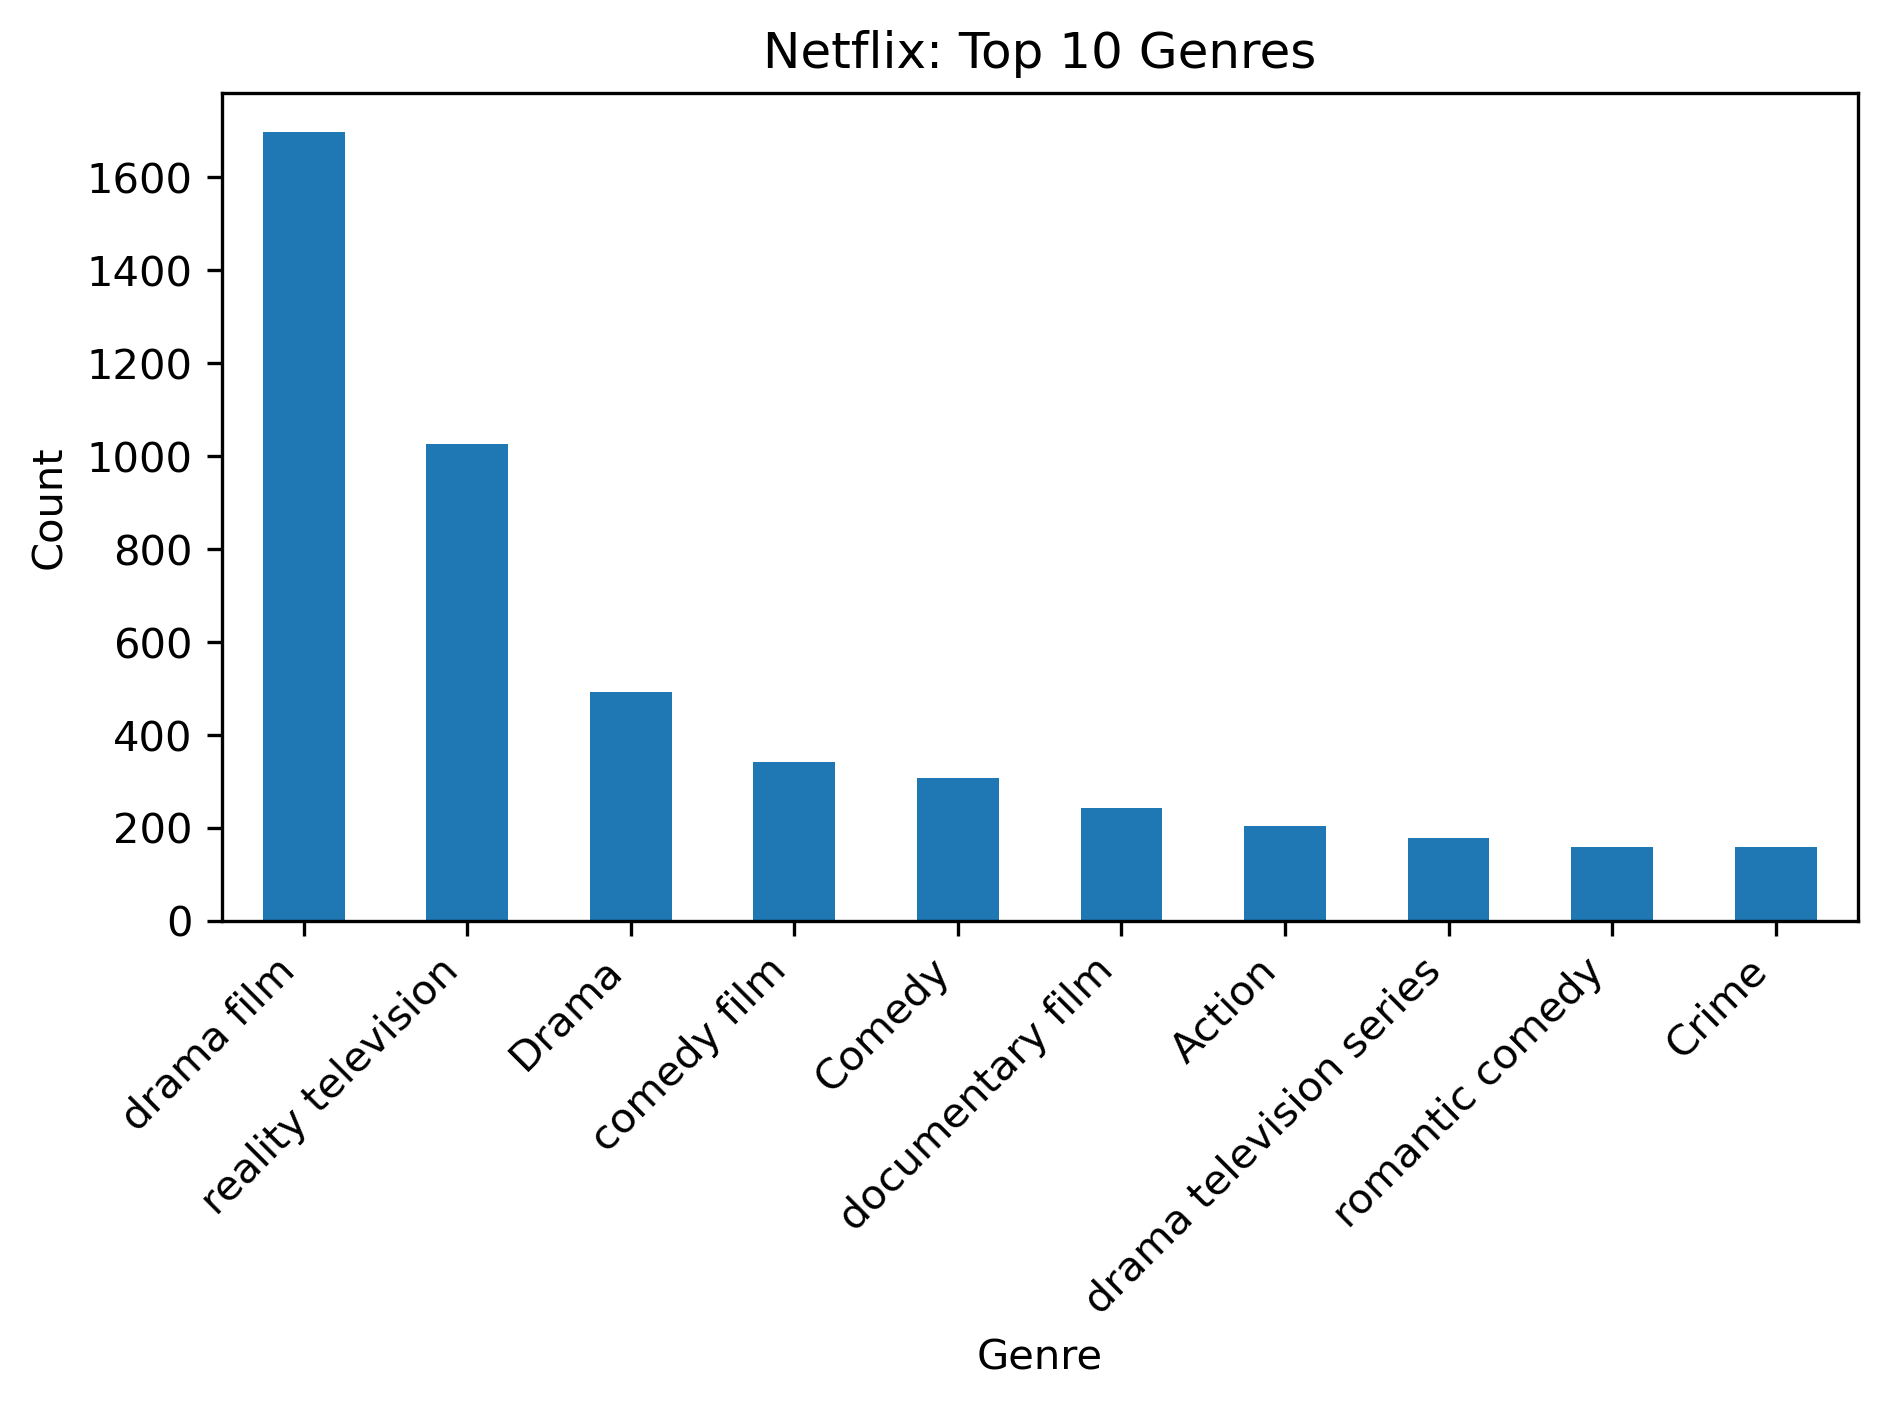 Netflix: Top 10 Genres
Count
1600
1400
1200
1000
800
600
400
200
0
drama film
reality television
Drama
comedy film
Comedy
documentary film
Action
drama television series
romantic comedy
Crime
Genre